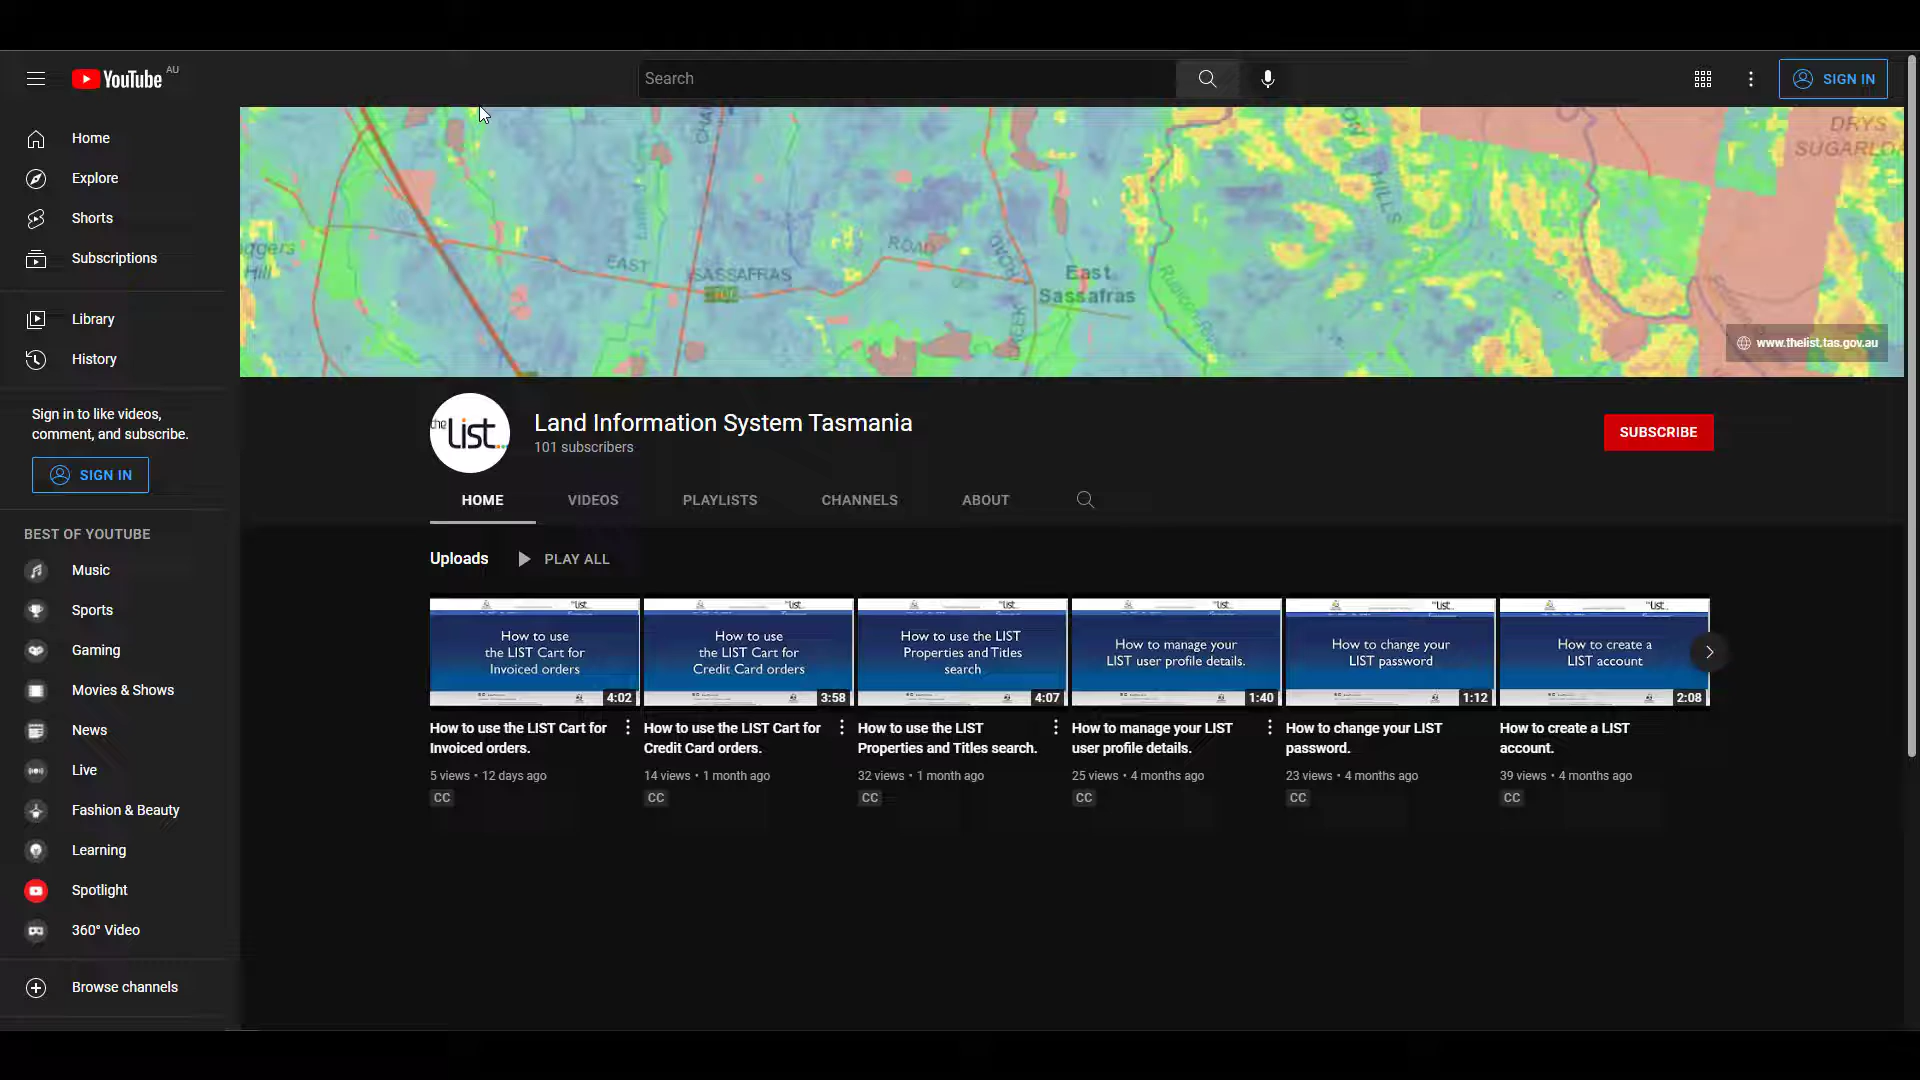 YouTube AU
Search
SIGN IN
Home
Explore
Shorts
Subscriptions
Library
History
Sign in to like videos,
comment, and subscribe.
SIGN IN
BEST OF YOUTUBE
Music
Sports
Gaming
Movies & Shows
News
Live
Fashion & Beauty
Learning
Spotlight
360° Video
Browse channels
DRYS
SUGARLO
HILLS
ggers
Hill
EAST
SASSAFRAS
ROAD
ROAD
East
Sassafras
CREEK
www.thelist.tas.gov.au
the LIST
Land Information System Tasmania
101 subscribers
SUBSCRIBE
HOME VIDEOS PLAYLISTS CHANNELS ABOUT
Uploads PLAY ALL
How to use
the LIST Cart for
Invoiced orders
4:02
How to use the LIST Cart for
Invoiced orders.
5 views • 12 days ago
CC
How to use
the LIST Cart for
Credit Card orders
3:58
How to use the LIST Cart for
Credit Card orders.
14 views • 1 month ago
CC
How to use the LIST
Properties and Titles
search
4:07
How to use the LIST
Properties and Titles search.
32 views • 1 month ago
CC
How to manage your
LIST user profile details.
1:40
How to manage your LIST
user profile details.
25 views • 4 months ago
CC
How to change your
LIST password
1:12
How to change your LIST
password.
23 views • 4 months ago
CC
How to create a
LIST account
2:08
How to create a LIST
account.
39 views • 4 months ago
CC